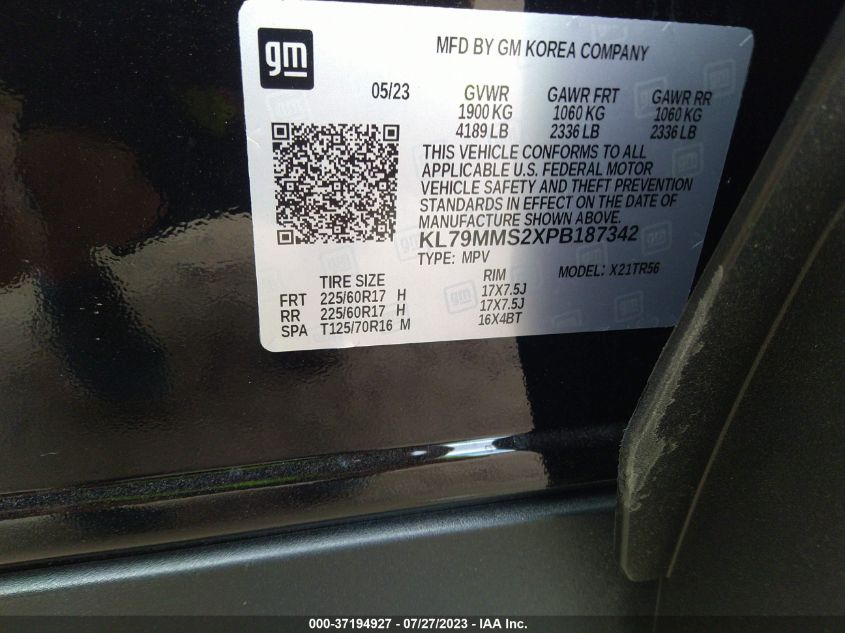 gm
MFD BY GM KOREA COMPANY
05/23
GVWR GAWR FRT GAWR RR
1900 KG 1060 KG 1060 KG
4189 LB 2336 LB 2336 LB
THIS VEHICLE CONFORMS TO ALL
APPLICABLE U.S. FEDERAL MOTOR
VEHICLE SAFETY AND THEFT PREVENTION
STANDARDS IN EFFECT ON THE DATE OF
MANUFACTURE SHOWN ABOVE.
KL79MMS2XPB187342
TYPE: MPV MODEL: X21TR56
TIRE SIZE RIM
FRT 225/60R17 H 17X7.5J
RR 225/60R17 H 17X7.5J
SPA T125/70R16 M 16X4BT
000-37194927 - 07/27/2023 - IAA Inc.